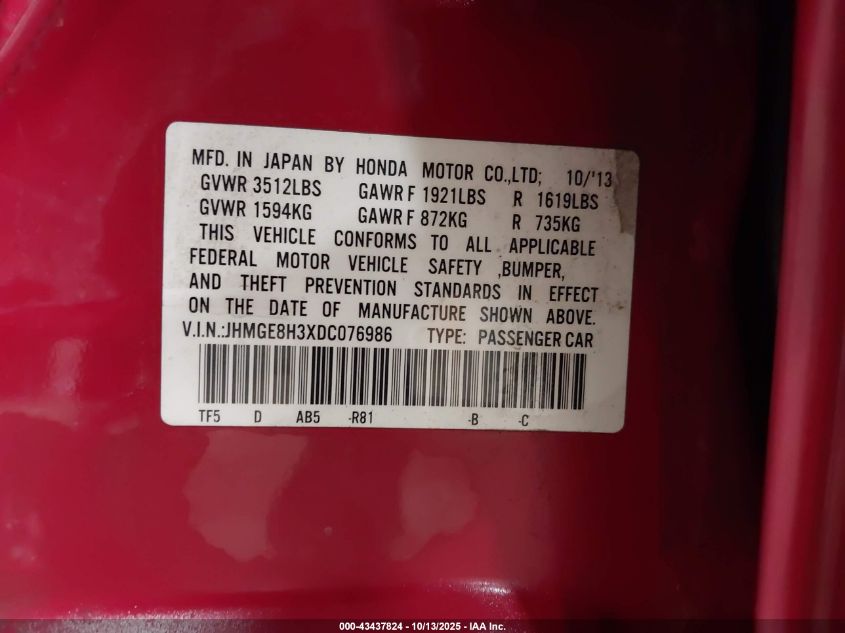 MFD. IN JAPAN BY HONDA MOTOR CO.,LTD; 10/'13
GVWR 3512LBS GAWR F 1921LBS R 1619LBS
GVWR 1594KG GAWR F 872KG R 735KG
THIS VEHICLE CONFORMS TO ALL APPLICABLE
FEDERAL MOTOR VEHICLE SAFETY ,BUMPER,
AND THEFT PREVENTION STANDARDS IN EFFECT
ON THE DATE OF MANUFACTURE SHOWN ABOVE.
V.I.N.:JHMGE8H3XDC076986 TYPE: PASSENGER CAR
TF5 D AB5 -R81 -B -C
000-43437824 | 10/13/2025 - IAA Inc.